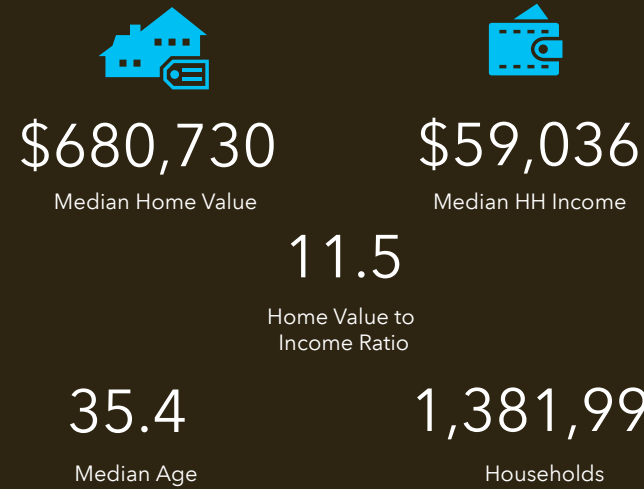 $680,730
$59,036
Median Home Value
Median HH Income
11.5
Home Value to
Income Ratio
35.4
1,381,99
Median Age
Households